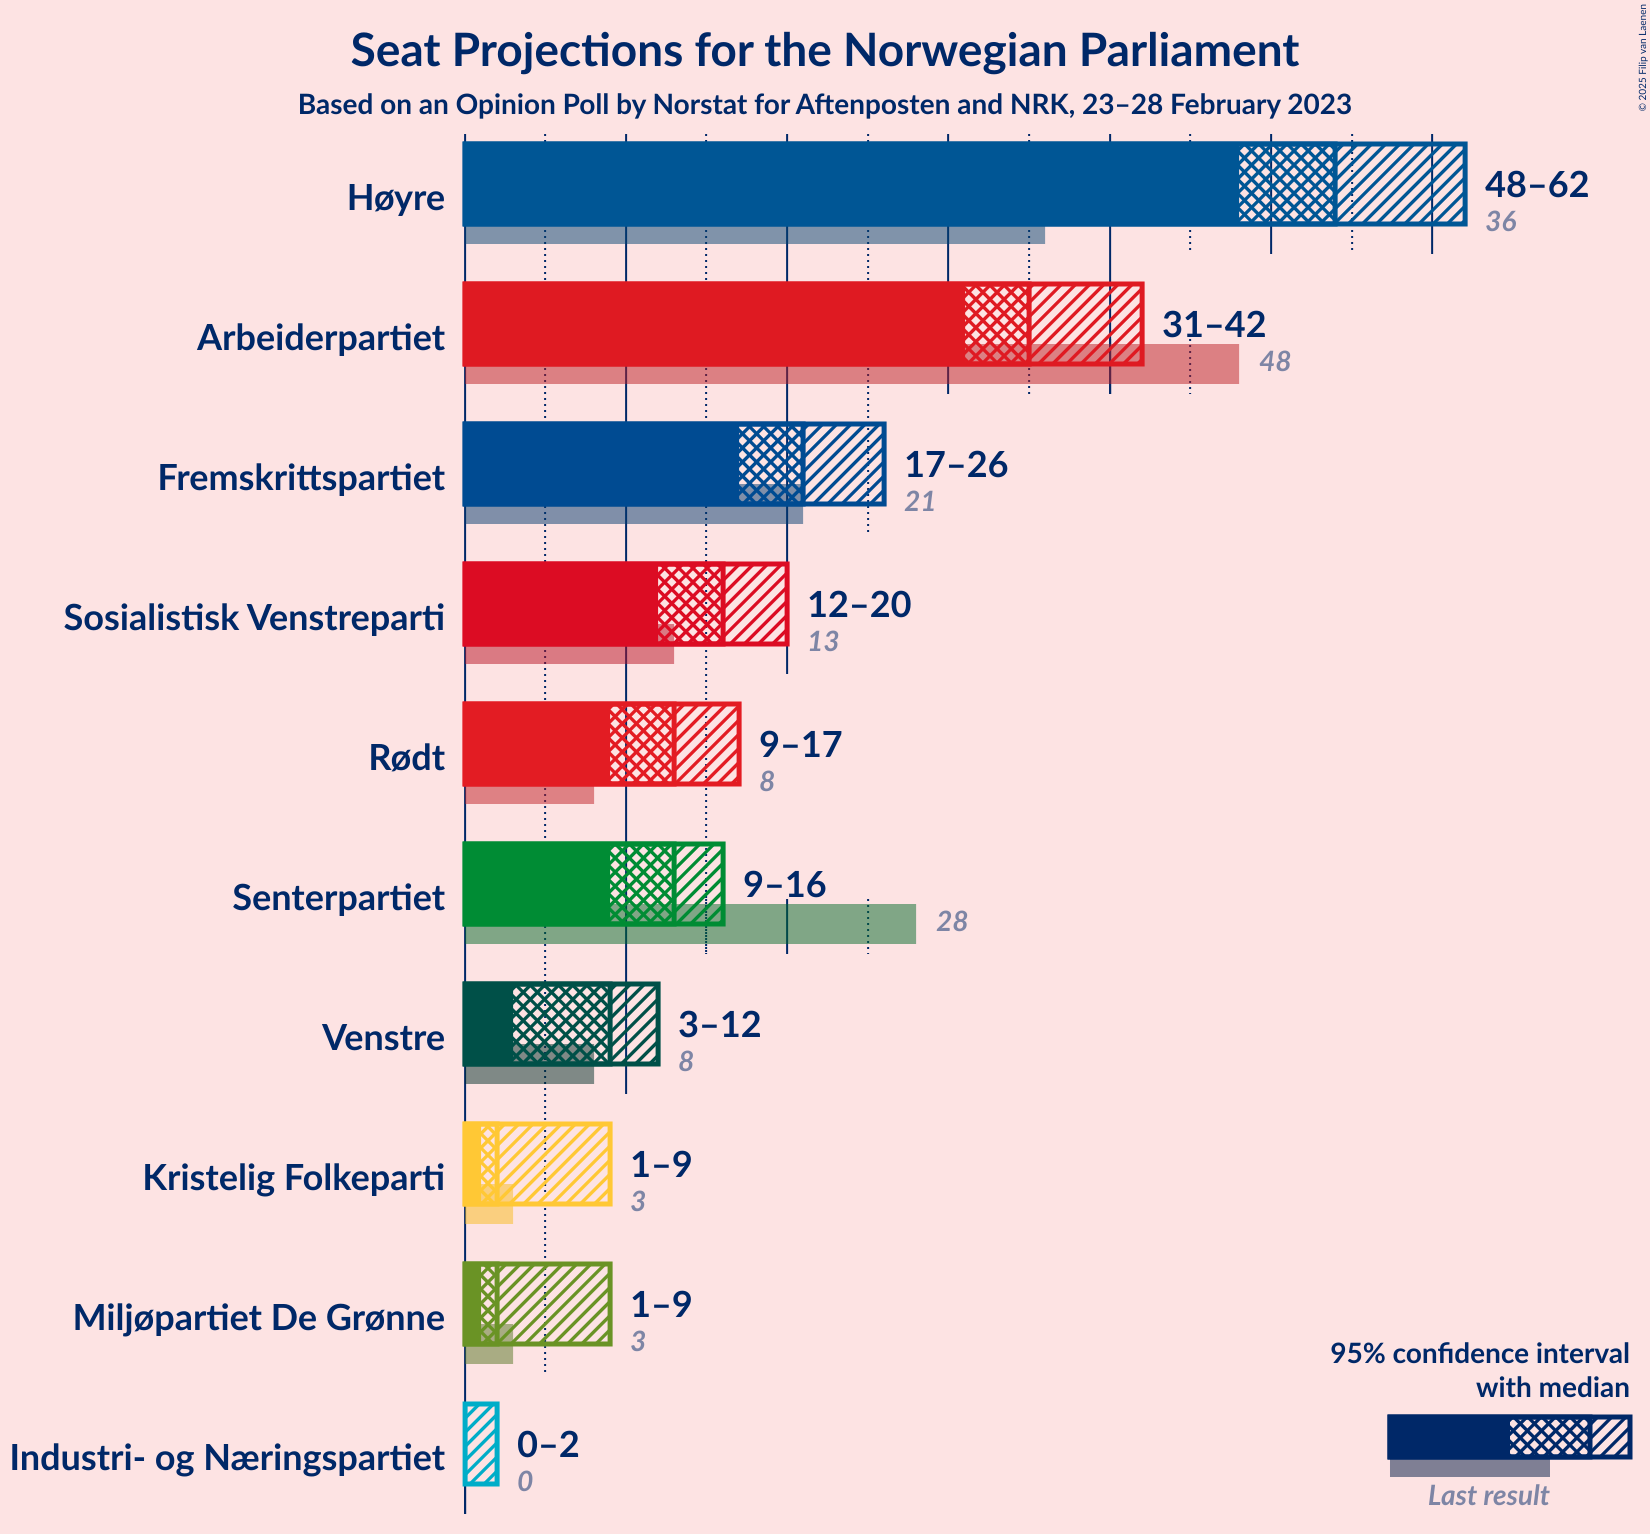 Seat Projections for the Norwegian Parliament
Based on an Opinion Poll by Norstat for Aftenposten and NRK, 23–28 February 2023
© 2025 Filip van Laenen
Høyre
48–62
36
Arbeiderpartiet
31–42
48
Fremskrittspartiet
17–26
21
Sosialistisk Venstreparti
12–20
13
Rødt
9–17
8
Senterpartiet
9–16
28
Venstre
3–12
8
Kristelig Folkeparti
1–9
3
Miljøpartiet De Grønne
1–9
3
Industri- og Næringspartiet
0–2
0
95% confidence interval
with median
Last result